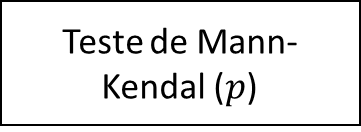 Teste de Mann-
Kendal (p)